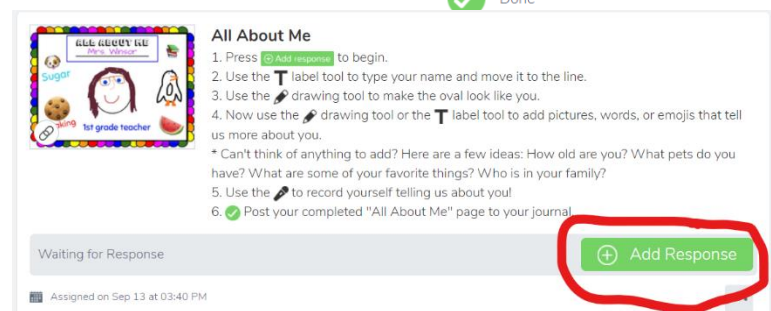 Done
ALL ABOUT ME
Mrs. Winsor
Sugar
1st grade teacher
All About Me
1. Press Add response to begin.
2. Use the T label tool to type your name and move it to the line.
3. Use the drawing tool to make the oval look like you.
4. Now use the drawing tool or the T label tool to add pictures, words, or emojis that tell
us more about you.
* Can't think of anything to add? Here are a few ideas: How old are you? What pets do you
have? What are some of your favorite things? Who is in your family?
5. Use the to record yourself telling us about you!
6. Post your completed "All About Me" page to your journal.
Waiting for Response
Add Response
Assigned on Sep 13 at 03:40 PM